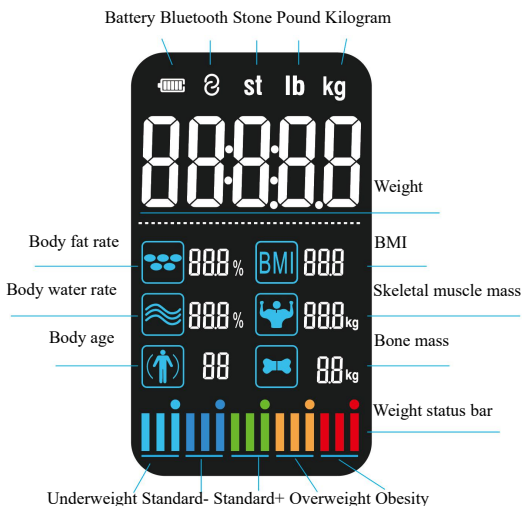 Battery Bluetooth Stone Pound Kilogram
st lb kg
88:8:8.8
Weight
Body fat rate
88.8 %
BMI
88.8
BMI
Body water rate
88.8 %
88.8 kg
Skeletal muscle mass
Body age
88
8.8 kg
Bone mass
Weight status bar
Underweight Standard- Standard+ Overweight Obesity